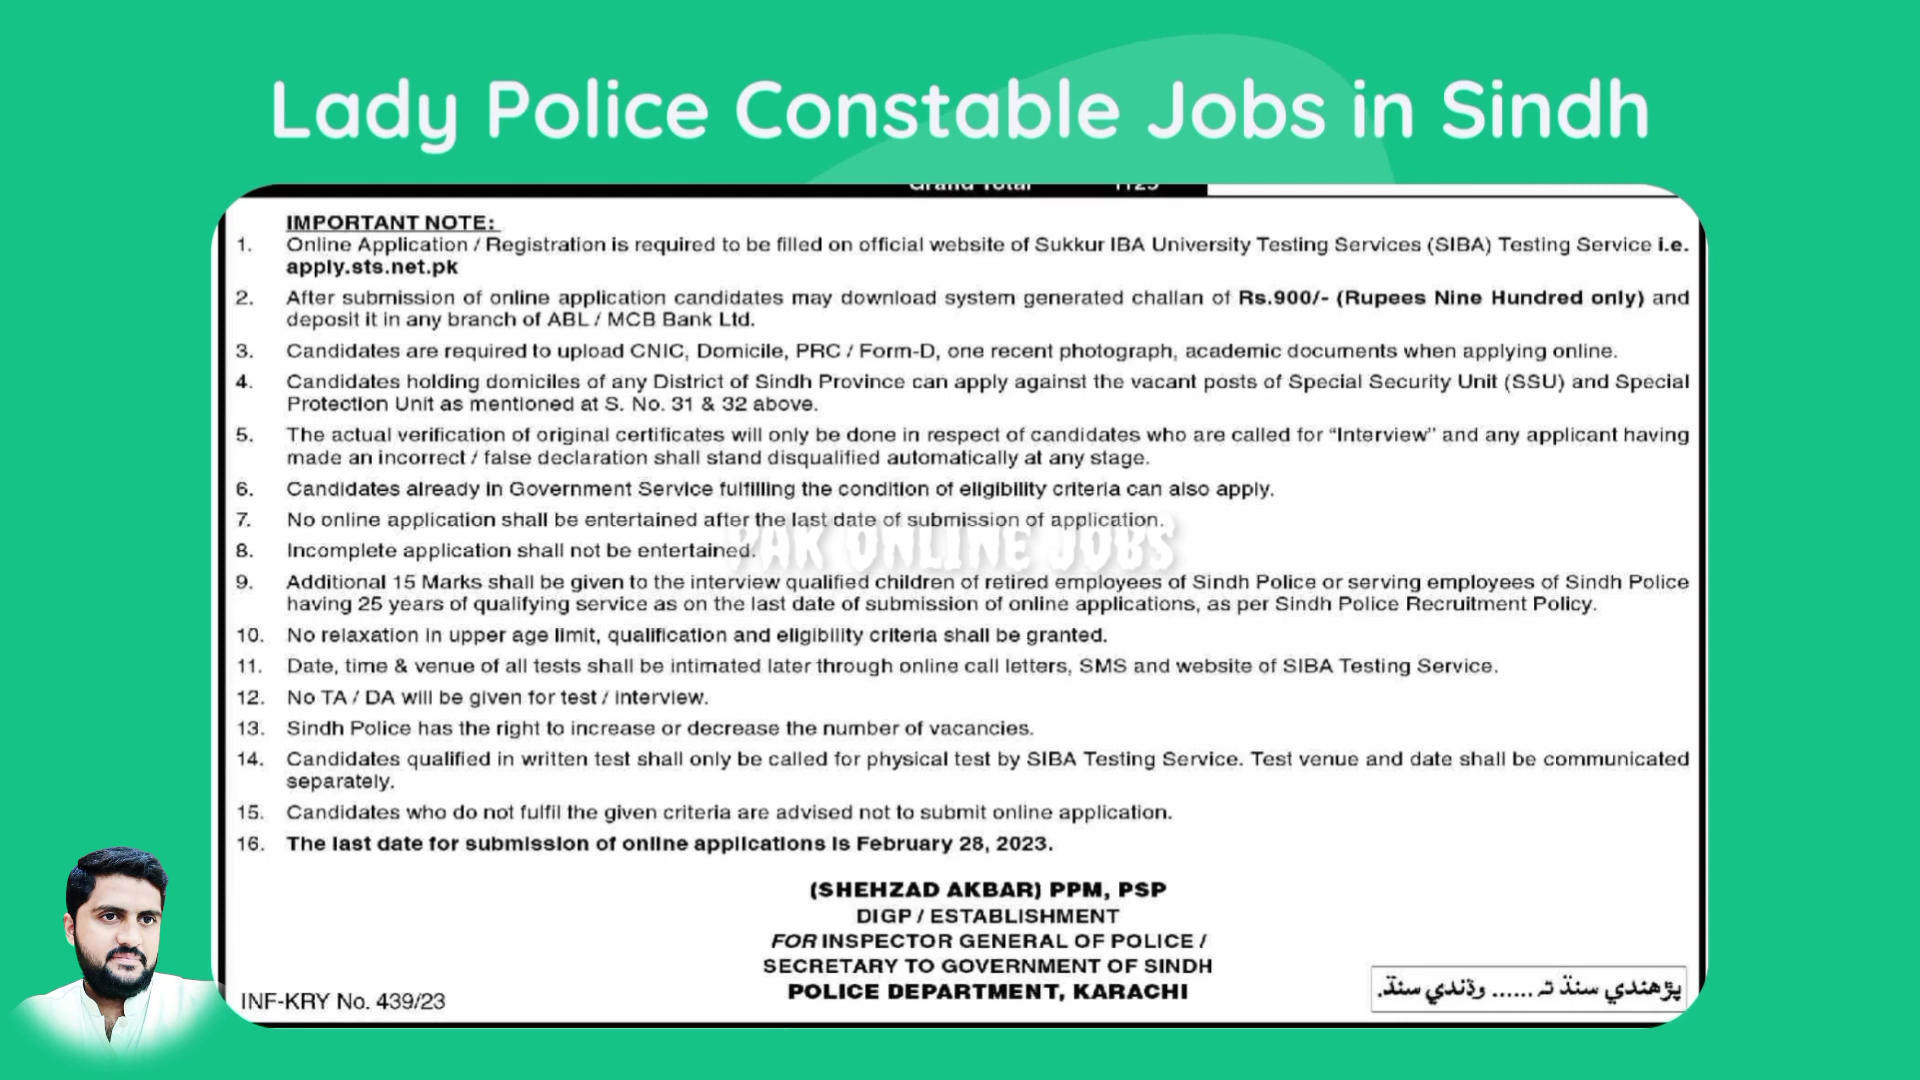 Lady Police Constable Jobs in Sindh
Grand Total 1125
IMPORTANT NOTE:
1. Online Application / Registration is required to be filled on official website of Sukkur IBA University Testing Services (SIBA) Testing Service i.e.
apply.sts.net.pk
2. After submission of online application candidates may download system generated challan of Rs.900/- (Rupees Nine Hundred only) and
deposit it in any branch of ABL / MCB Bank Ltd.
3. Candidates are required to upload CNIC, Domicile, PRC / Form-D, one recent photograph, academic documents when applying online.
4. Candidates holding domiciles of any District of Sindh Province can apply against the vacant posts of Special Security Unit (SSU) and Special
Protection Unit as mentioned at S. No. 31 & 32 above.
5. The actual verification of original certificates will only be done in respect of candidates who are called for “Interview” and any applicant having
made an incorrect / false declaration shall stand disqualified automatically at any stage.
6. Candidates already in Government Service fulfilling the condition of eligibility criteria can also apply.
7. No online application shall be entertained after the last date of submission of application.
PAK ONLINE JOBS
8. Incomplete application shall not be entertained.
9. Additional 15 Marks shall be given to the interview qualified children of retired employees of Sindh Police or serving employees of Sindh Police
having 25 years of qualifying service as on the last date of submission of online applications, as per Sindh Police Recruitment Policy.
10. No relaxation in upper age limit, qualification and eligibility criteria shall be granted.
11. Date, time & venue of all tests shall be intimated later through online call letters, SMS and website of SIBA Testing Service.
12. No TA / DA will be given for test / interview.
13. Sindh Police has the right to increase or decrease the number of vacancies.
14. Candidates qualified in written test shall only be called for physical test by SIBA Testing Service. Test venue and date shall be communicated
separately.
15. Candidates who do not fulfil the given criteria are advised not to submit online application.
16. The last date for submission of online applications is February 28, 2023.
(SHEHZAD AKBAR) PPM, PSP
DIGP / ESTABLISHMENT
FOR INSPECTOR GENERAL OF POLICE /
SECRETARY TO GOVERNMENT OF SINDH
POLICE DEPARTMENT, KARACHI
INF-KRY No. 439/23
پڙهندي سنڌ تہ ...... وڌندي سنڌ.